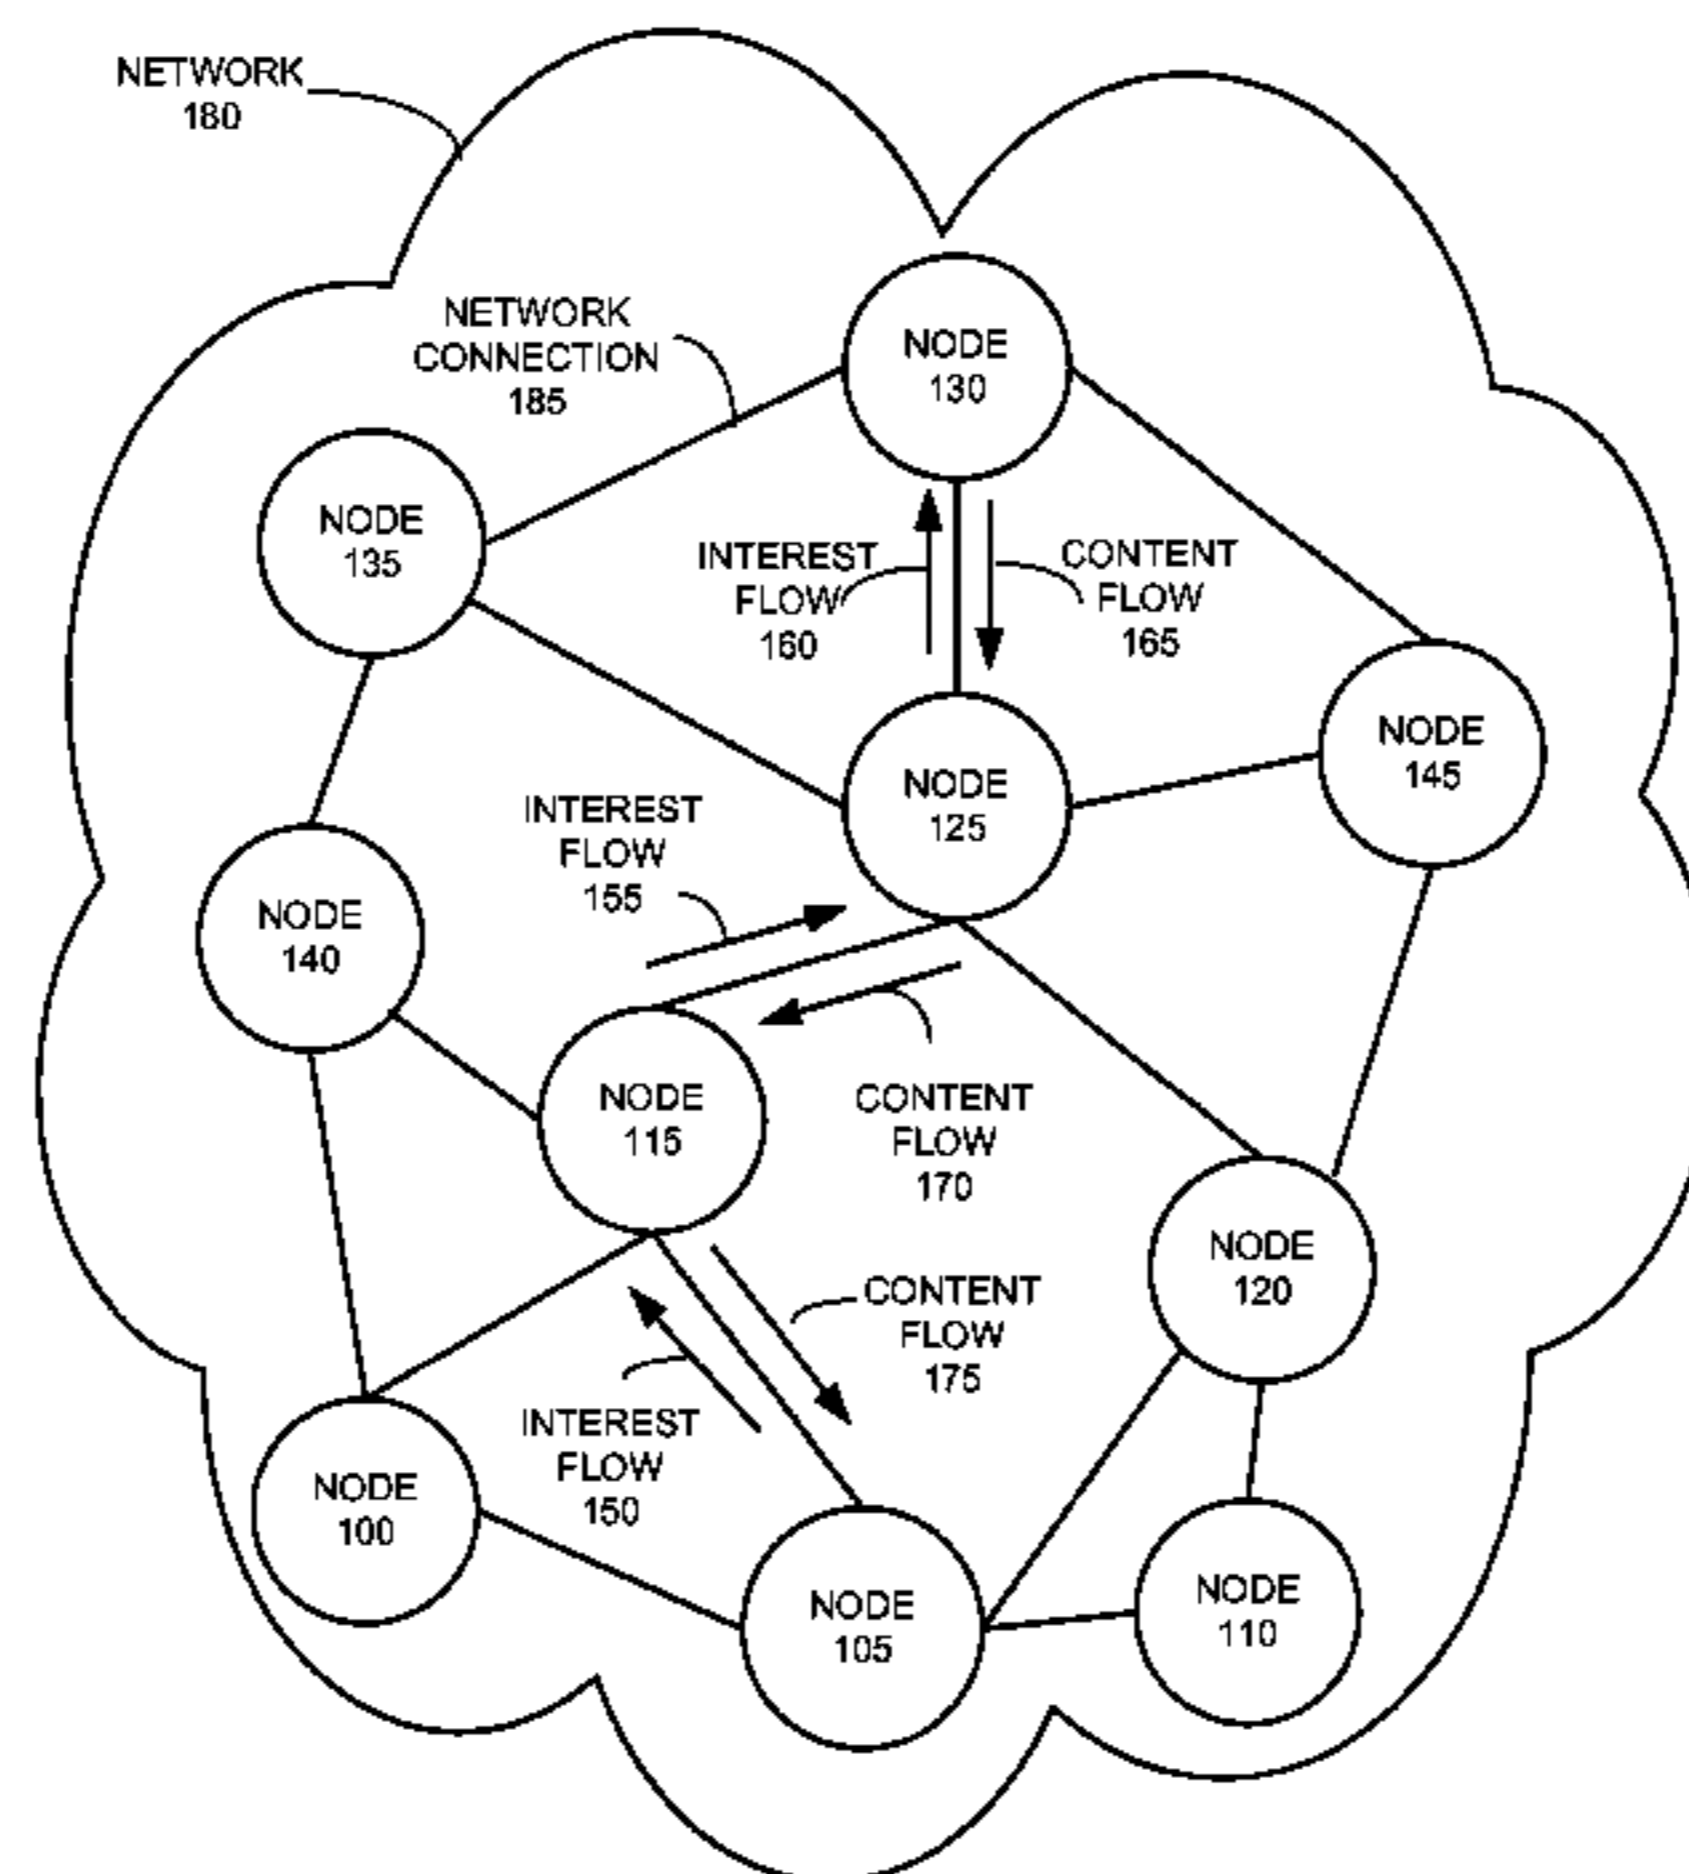 NETWORK
180
NETWORK
CONNECTION
185
NODE
130
NODE
135
INTEREST
FLOW
160
CONTENT
FLOW
165
NODE
145
NODE
125
INTEREST
FLOW
155
NODE
140
NODE
115
CONTENT
FLOW
170
NODE
120
CONTENT
FLOW
175
INTEREST
FLOW
150
NODE
100
NODE
105
NODE
110